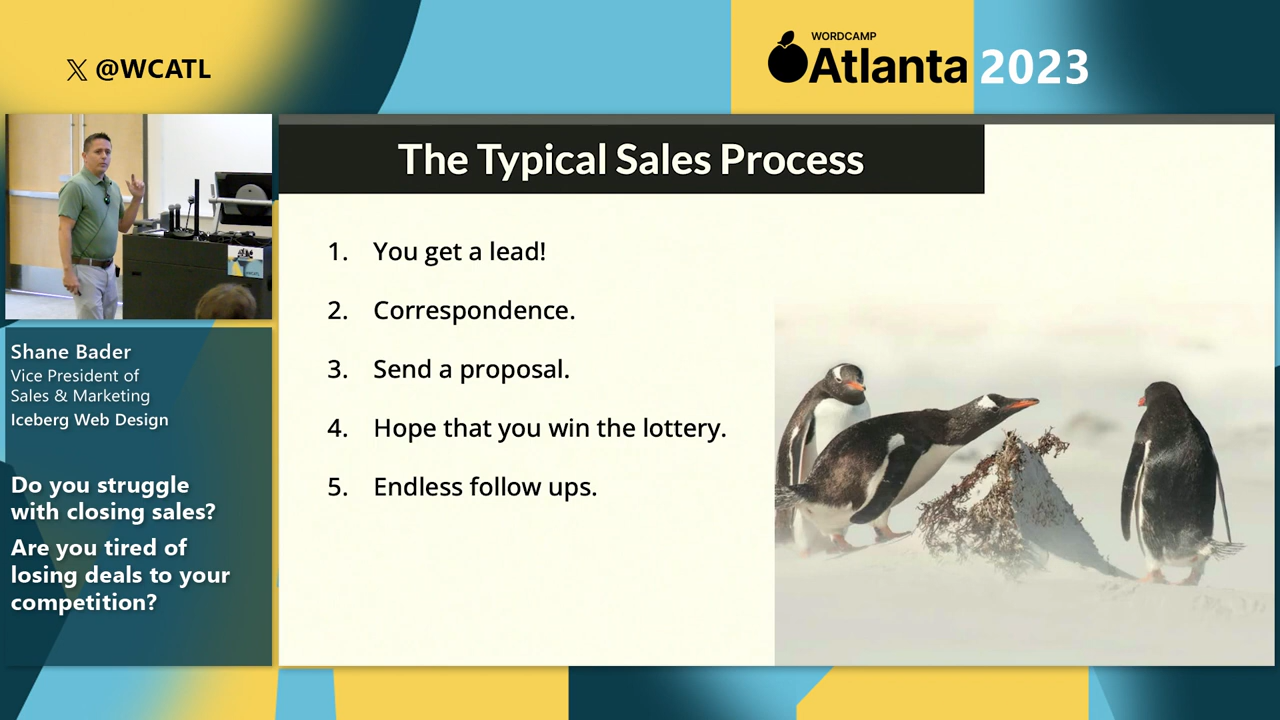 𝕏 @WCATL
WORDCAMP
Atlanta 2023
The Typical Sales Process
1. You get a lead!
2. Correspondence.
3. Send a proposal.
4. Hope that you win the lottery.
5. Endless follow ups.
Shane Bader
Vice President of
Sales & Marketing
Iceberg Web Design
Do you struggle
with closing sales?
Are you tired of
losing deals to your
competition?